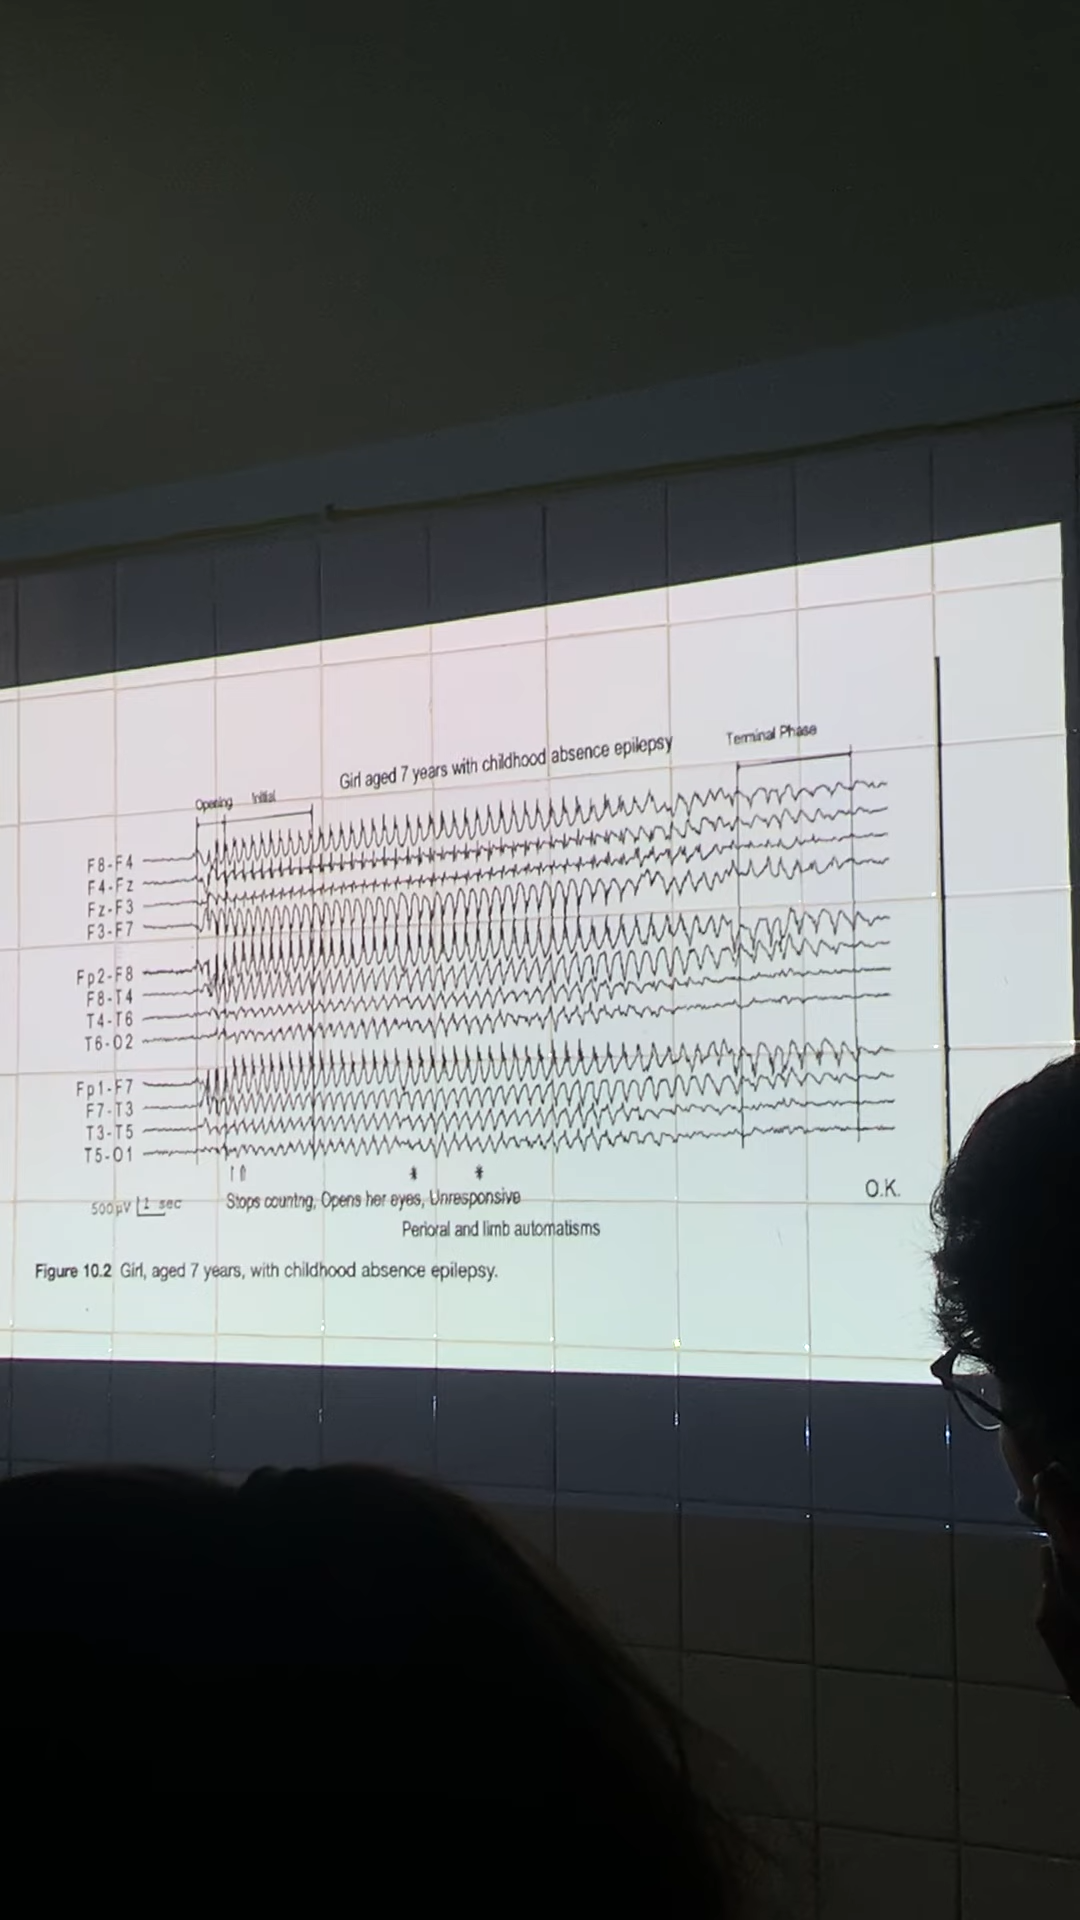 Girl aged 7 years with childhood absence epilepsy
Terminal Phase
Opening Initial
F8-F4
F4-Fz
Fz-F3
F3-F7
Fp2-F8
F8-T4
T4-T6
T6-O2
Fp1-F7
F7-T3
T3-T5
T5-O1
500µV 1 sec
Stops countng, Opens her eyes, Unresponsive
O.K.
Perioral and limb automatisms
Figure 10.2 Girl, aged 7 years, with childhood absence epilepsy.